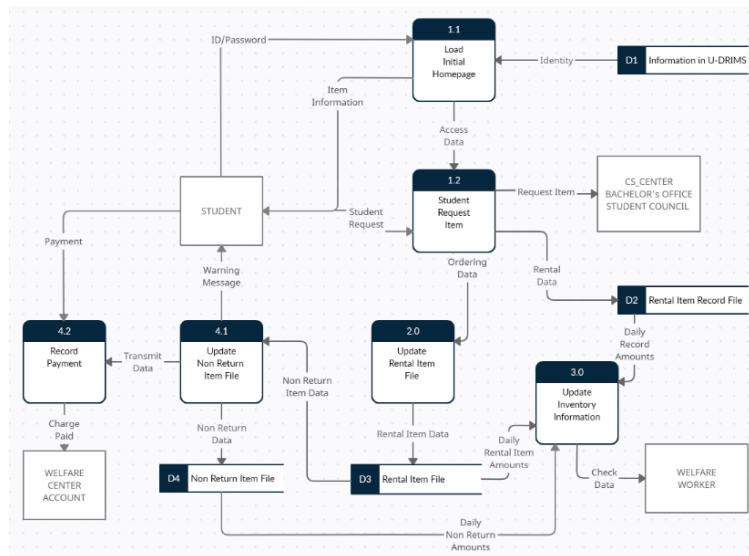 1.1
Load
Initial
Homepage
ID/Password
Identity
D1
Information in U-DRIMS
Item
Information
Access
Data
1.2
Student
Request
Item
Request Item
CS_CENTER
BACHELOR's OFFICE
STUDENT COUNCIL
STUDENT
Student
Request
Payment
Warning
Message
Ordering
Data
Rental
Data
D2
Rental Item Record File
Daily
Record
Amounts
4.2
Record
Payment
Transmit
Data
4.1
Update
Non Return
Item File
Non Return
Item Data
2.0
Update
Rental Item
File
3.0
Update
Inventory
Information
Charge
Paid
Non Return
Data
Rental Item Data
Daily
Rental Item
Amounts
Check
Data
WELFARE
CENTER
ACCOUNT
D4
Non Return Item File
D3
Rental Item File
WELFARE
WORKER
Daily
Non Return
Amounts